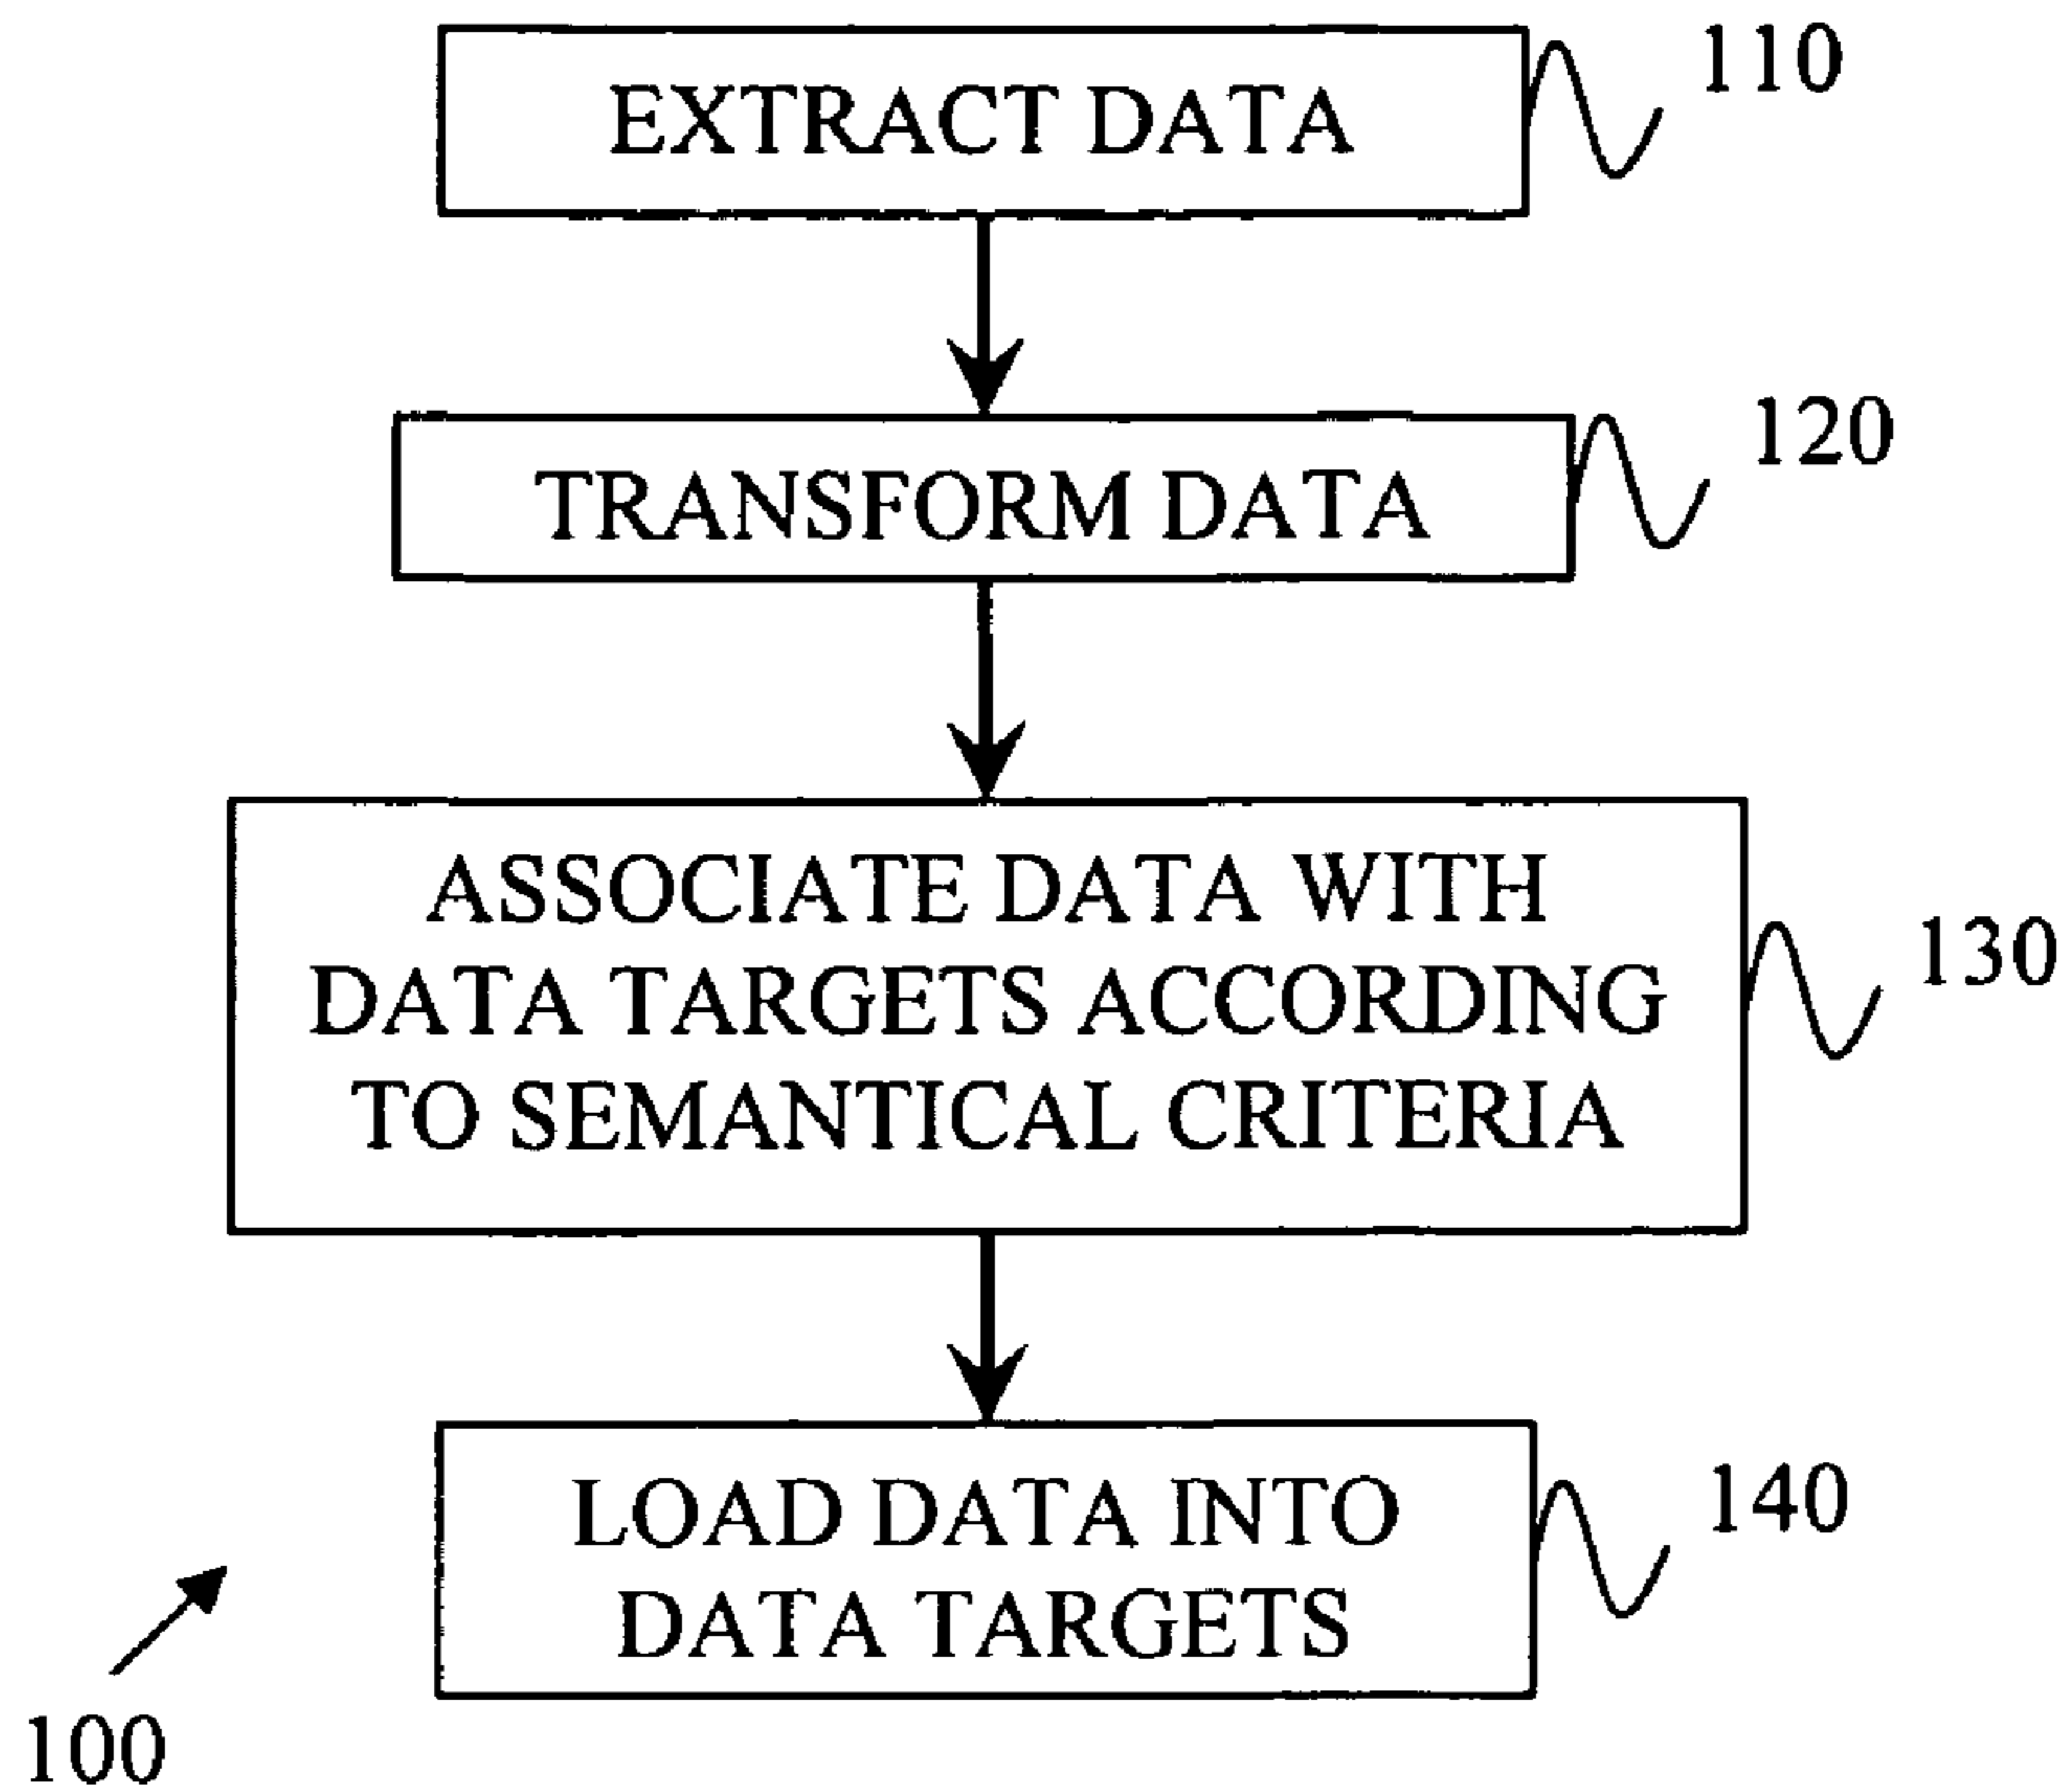 EXTRACT DATA
110
TRANSFORM DATA
120
ASSOCIATE DATA WITH
DATA TARGETS ACCORDING
TO SEMANTICAL CRITERIA
130
LOAD DATA INTO
DATA TARGETS
140
100